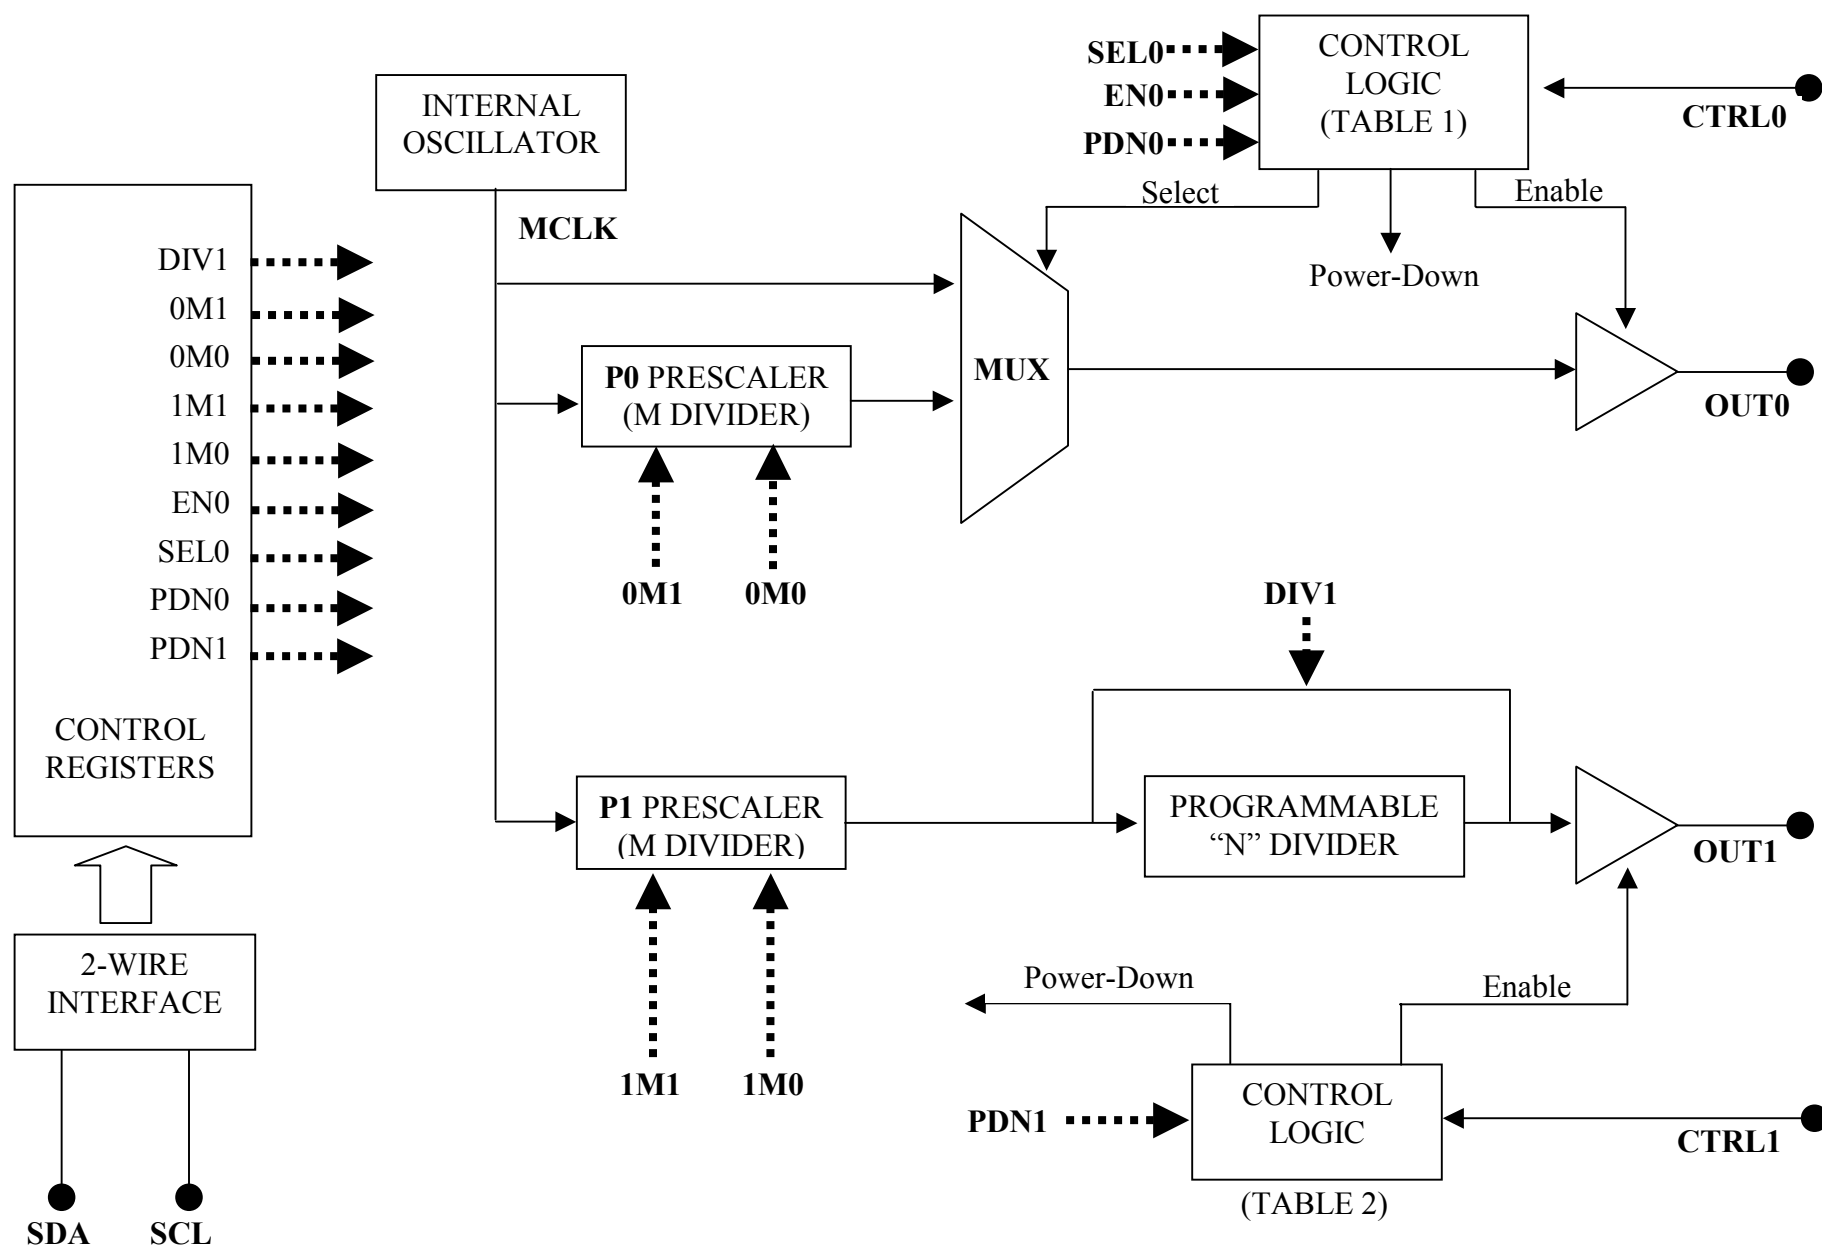 SEL0
EN0
PDN0
CONTROL
LOGIC
(TABLE 1)
CTRL0
INTERNAL
OSCILLATOR
MCLK
Select
Enable
Power-Down
DIV1
0M1
0M0
1M1
1M0
EN0
SEL0
PDN0
PDN1
CONTROL
REGISTERS
P0 PRESCALER
(M DIVIDER)
MUX
OUT0
0M1
0M0
DIV1
P1 PRESCALER
(M DIVIDER)
PROGRAMMABLE
“N” DIVIDER
OUT1
2-WIRE
INTERFACE
Power-Down
Enable
1M1
1M0
PDN1
CONTROL
LOGIC
(TABLE 2)
CTRL1
SDA
SCL